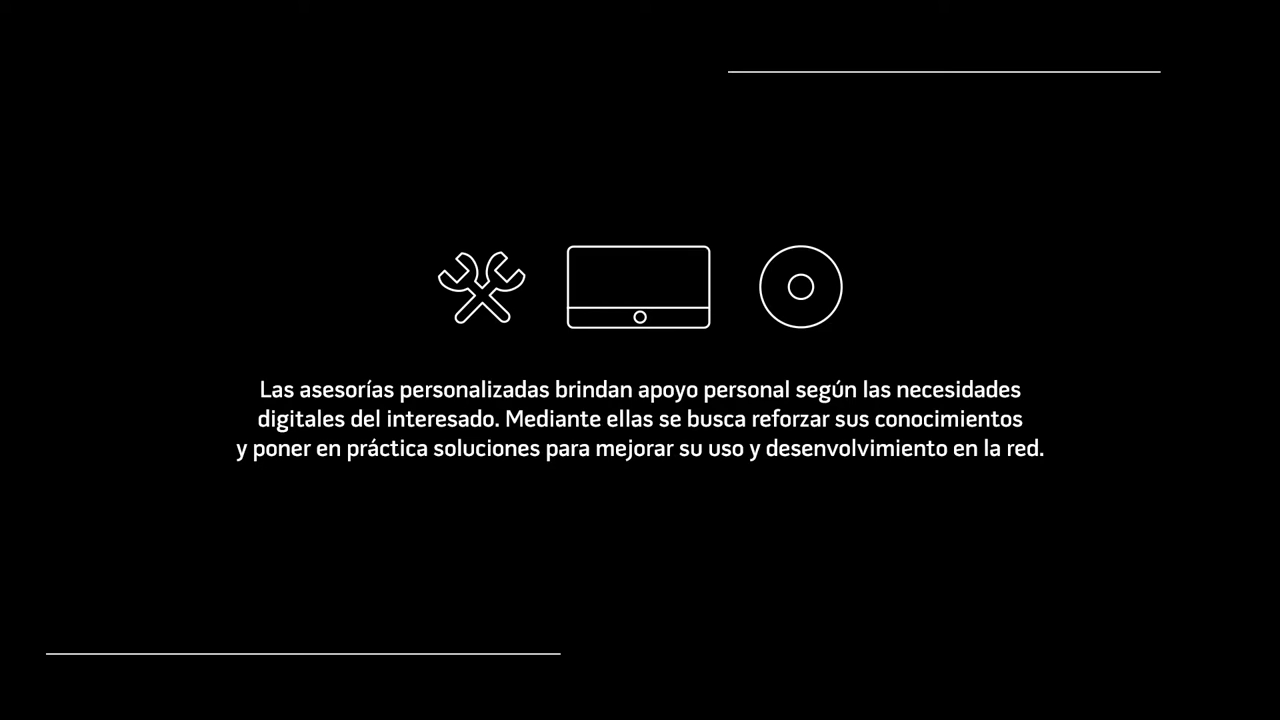 Las asesorías personalizadas brindan apoyo personal según las necesidades
digitales del interesado. Mediante ellas se busca reforzar sus conocimientos
y poner en práctica soluciones para mejorar su uso y desenvolvimiento en la red.